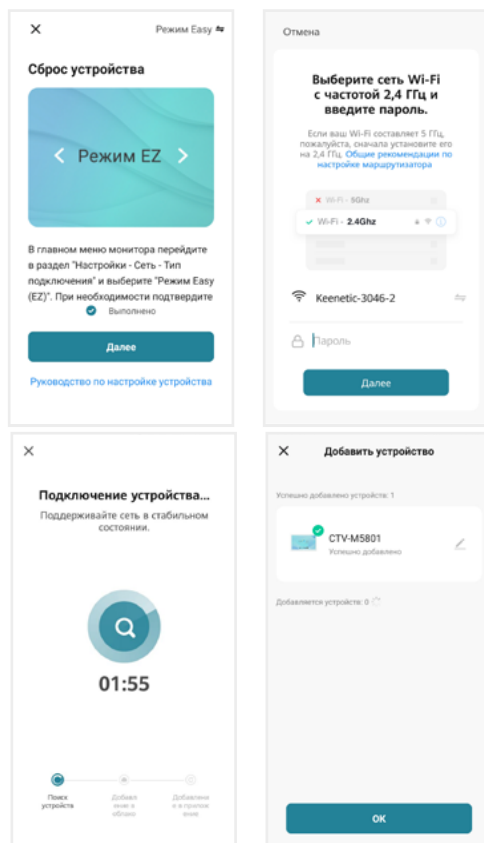 Режим Easy
Сброс устройства
Режим EZ
В главном меню монитора перейдите
в раздел "Настройки - Сеть - Тип
подключения" и выберите "Режим Easy
(EZ)". При необходимости подтвердите
Выполнено
Далее
Руководство по настройке устройства
Отмена
Выберите сеть Wi-Fi
с частотой 2,4 ГГц и
введите пароль.
Если ваш Wi-Fi составляет 5 ГГц,
пожалуйста, сначала установите его
на 2,4 ГГц. Общие рекомендации по
настройке маршрутизатора
Wi-Fi - 5Ghz
Wi-Fi - 2.4Ghz
Keenetic-3046-2
Пароль
Далее
Подключение устройства...
Поддерживайте сеть в стабильном
состоянии.
01:55
Поиск
устройств
Добавл
ение в
облако
Добавлени
е в прилож
ение
Добавить устройство
Успешно добавлено устройств: 1
CTV-M5801
Успешно добавлено
Добавляется устройств: 0
ОК